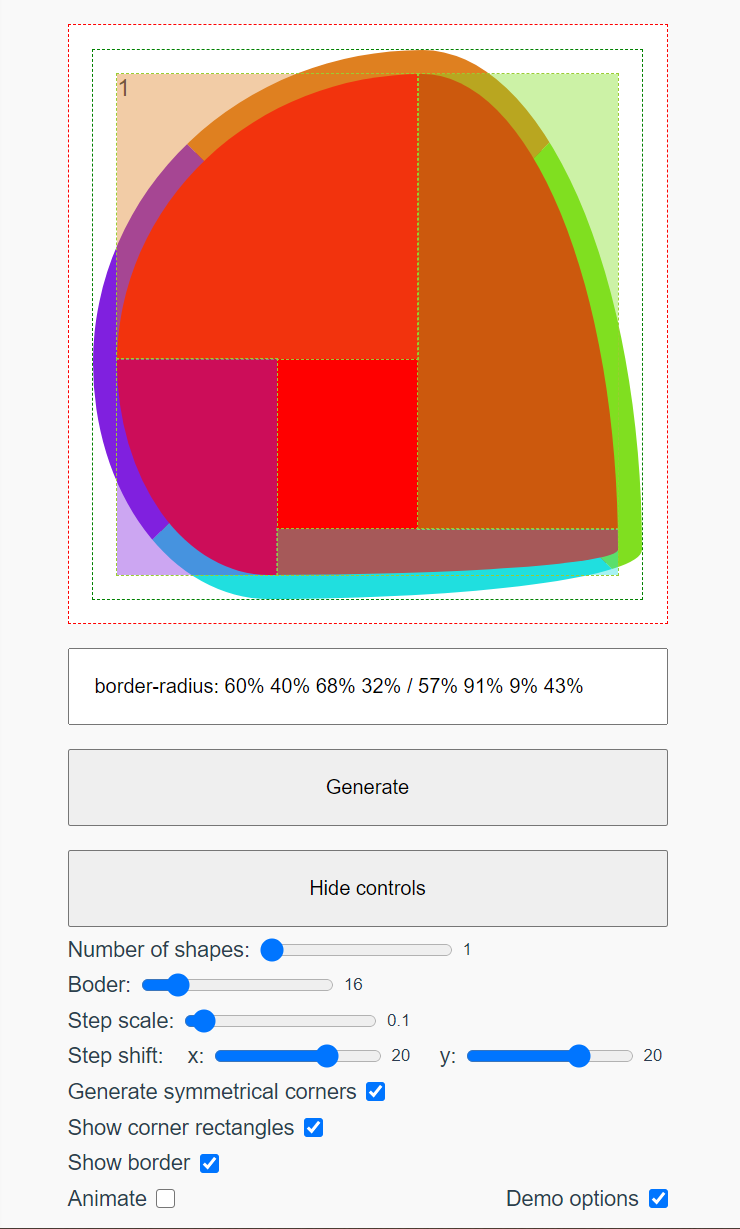 1
border-radius: 60% 40% 68% 32% / 57% 91% 9% 43%
Generate
Hide controls
Number of shapes: 1
Boder: 16
Step scale: 0.1
Step shift: x: 20 y: 20
Generate symmetrical corners
Show corner rectangles
Show border
Animate Demo options